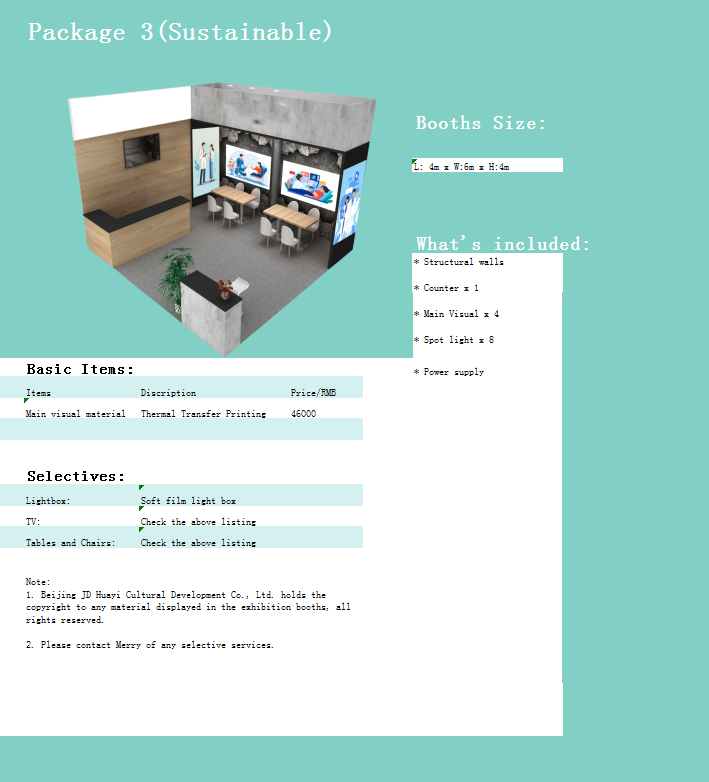 Package 3(Sustainable)
Booths Size:
L: 4m x W:6m x H:4m
What's included:
* Structural walls
* Counter x 1
* Main Visual x 4
* Spot light x 8
* Power supply
Basic Items:
Items Discription Price/RMB
Main visual material Thermal Transfer Printing 46000
Selectives:
Lightbox: Soft film light box
TV: Check the above listing
Tables and Chairs: Check the above listing
Note:
1. Beijing JD Huayi Cultural Development Co., Ltd. holds the
copyright to any material displayed in the exhibition booths, all
rights reserved.
2. Please contact Merry of any selective services.